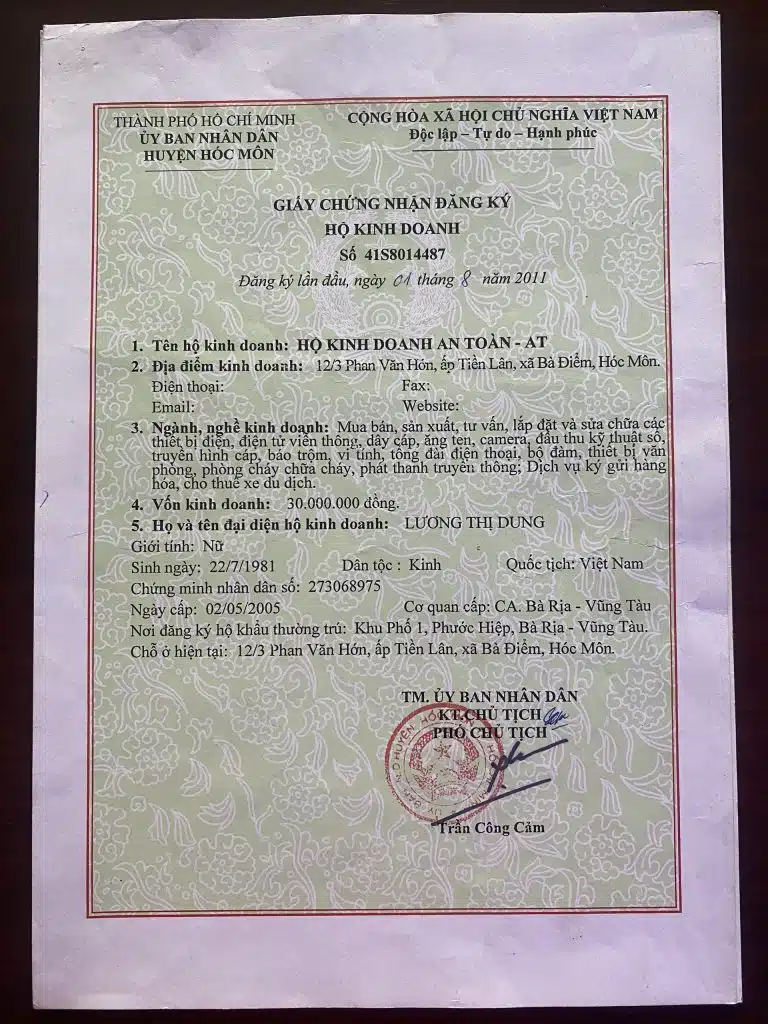 THÀNH PHỐ HỒ CHÍ MINH
ỦY BAN NHÂN DÂN
HUYỆN HÓC MÔN
CỘNG HÒA XÃ HỘI CHỦ NGHĨA VIỆT NAM
Độc lập – Tự do – Hạnh phúc
GIẤY CHỨNG NHẬN ĐĂNG KÝ
HỘ KINH DOANH
Số 41S8014487
Đăng ký lần đầu, ngày 01 tháng 8 năm 2011
1. Tên hộ kinh doanh: HỘ KINH DOANH AN TOÀN - AT
2. Địa điểm kinh doanh: 12/3 Phan Văn Hớn, ấp Tiền Lân, xã Bà Điểm, Hóc Môn.
Điện thoại: Fax:
Email: Website:
3. Ngành, nghề kinh doanh: Mua bán, sản xuất, tư vấn, lắp đặt và sửa chữa các
thiết bị điện, điện tử viễn thông, dây cáp, ăng ten, camera, đầu thu kỹ thuật số,
truyền hình cáp, báo trộm, vi tính, tổng đài điện thoại, bộ đàm, thiết bị văn
phòng, phòng cháy chữa cháy, phát thanh truyền thông; Dịch vụ ký gửi hàng
hóa, cho thuê xe du dịch.
4. Vốn kinh doanh: 30.000.000 đồng.
5. Họ và tên đại diện hộ kinh doanh: LƯƠNG THỊ DUNG
Giới tính: Nữ
Sinh ngày: 22/7/1981 Dân tộc : Kinh Quốc tịch: Việt Nam
Chứng minh nhân dân số: 273068975
Ngày cấp: 02/05/2005 Cơ quan cấp: CA. Bà Rịa - Vũng Tàu
Nơi đăng ký hộ khẩu thường trú: Khu Phố 1, Phước Hiệp, Bà Rịa - Vũng Tàu.
Chỗ ở hiện tại: 12/3 Phan Văn Hớn, ấp Tiền Lân, xã Bà Điểm, Hóc Môn.
TM. ỦY BAN NHÂN DÂN
KT.CHỦ TỊCH
PHÓ CHỦ TỊCH
Trần Công Cảm